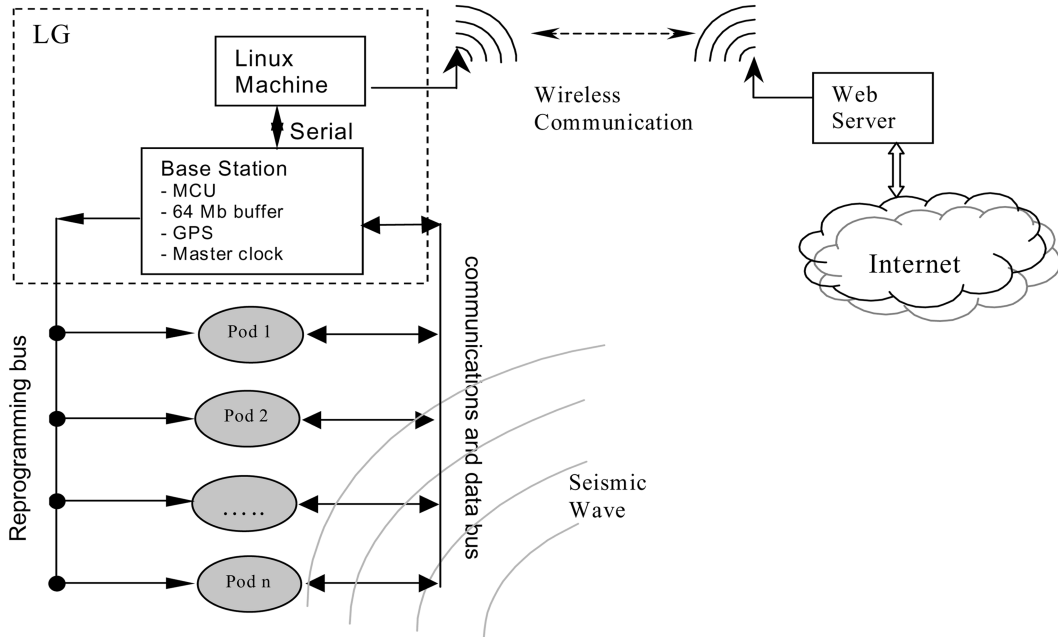 LG
Linux
Machine
Serial
Base Station
- MCU
- 64 Mb buffer
- GPS
- Master clock
Wireless
Communication
Web
Server
Internet
Reprogramming bus
Pod 1
Pod 2
.....
Pod n
communications and data bus
Seismic
Wave